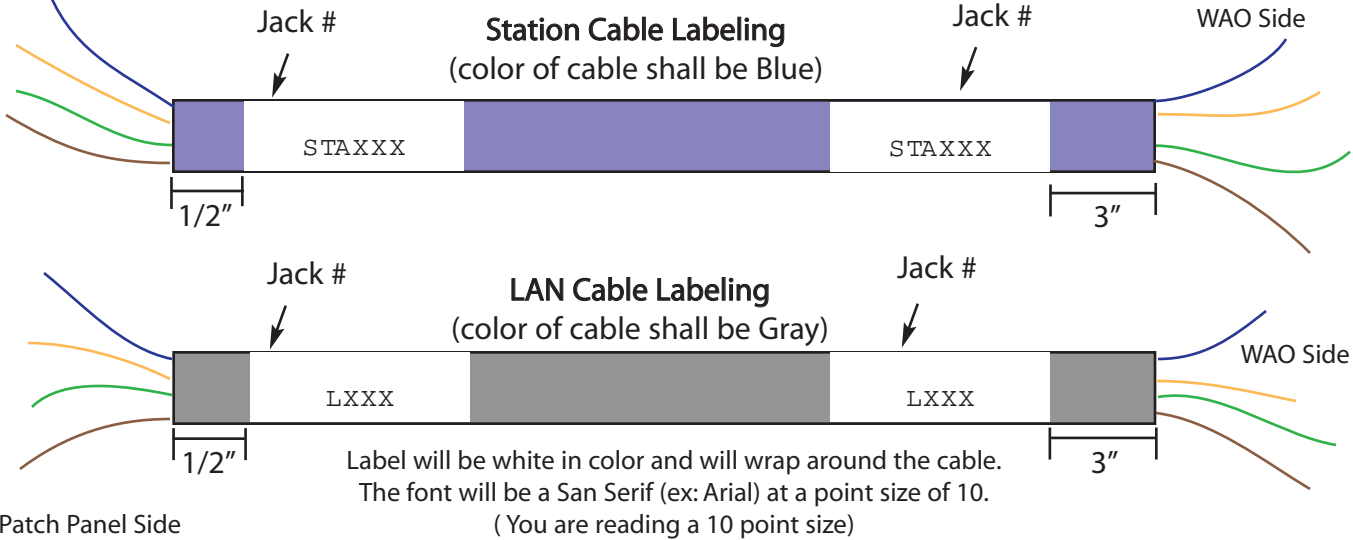 Jack #
Station Cable Labeling
Jack #
WAO Side
(color of cable shall be Blue)
STAXXX
STAXXX
1/2”
3”
Jack #
LAN Cable Labeling
Jack #
(color of cable shall be Gray)
WAO Side
LXXX
LXXX
1/2”
3”
Label will be white in color and will wrap around the cable.
The font will be a San Serif (ex: Arial) at a point size of 10.
( You are reading a 10 point size)
Patch Panel Side